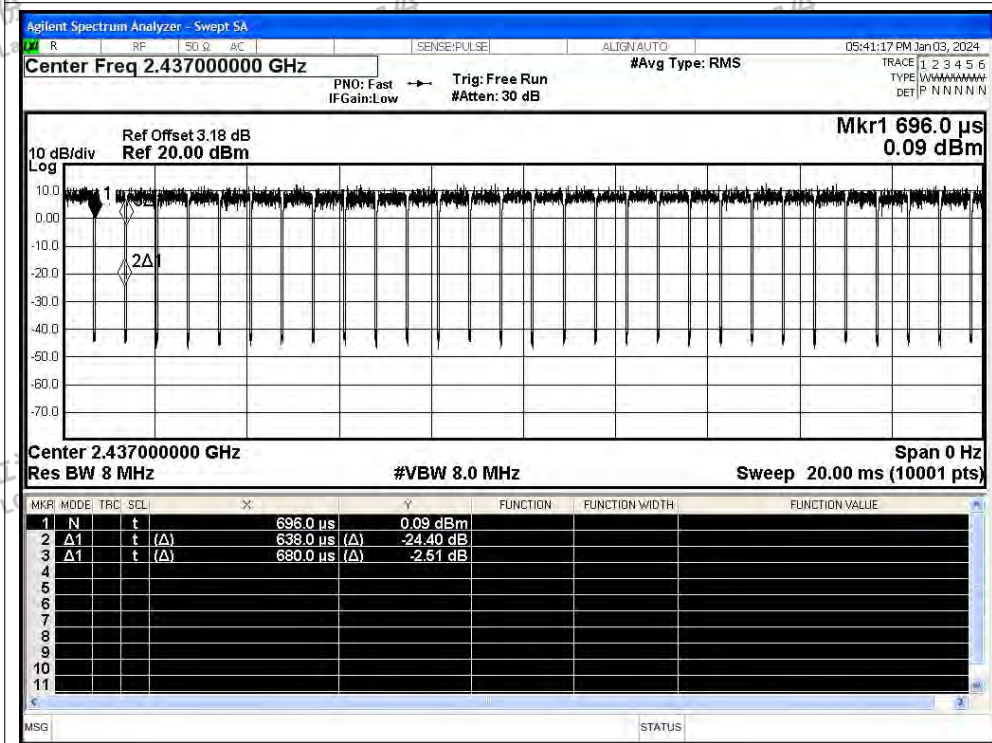 Agilent Spectrum Analyzer - Swept SA
R RF 50 Ω AC SENSE:PULSE ALIGN AUTO 05:41:17 PM Jan 03, 2024
Center Freq 2.437000000 GHz #Avg Type: RMS TRACE 1 2 3 4 5 6
PNO: Fast Trig: Free Run TYPE
IFGain:Low #Atten: 30 dB DET P N N N N N
Mkr1 696.0 µs
Ref Offset 3.18 dB
10 dB/div Ref 20.00 dBm 0.09 dBm
Log
10.0
1
0.00
-10.0
2Δ1
-20.0
-30.0
-40.0
-50.0
-60.0
-70.0
Center 2.437000000 GHz Span 0 Hz
Res BW 8 MHz #VBW 8.0 MHz Sweep 20.00 ms (10001 pts)
MKR MODE TRC SCL X Y FUNCTION FUNCTION WIDTH FUNCTION VALUE
1 N t 696.0 µs 0.09 dBm
2 Δ1 t (Δ) 638.0 µs (Δ) -24.40 dB
3 Δ1 t (Δ) 680.0 µs (Δ) -2.51 dB
4
5
6
7
8
9
10
11
MSG STATUS